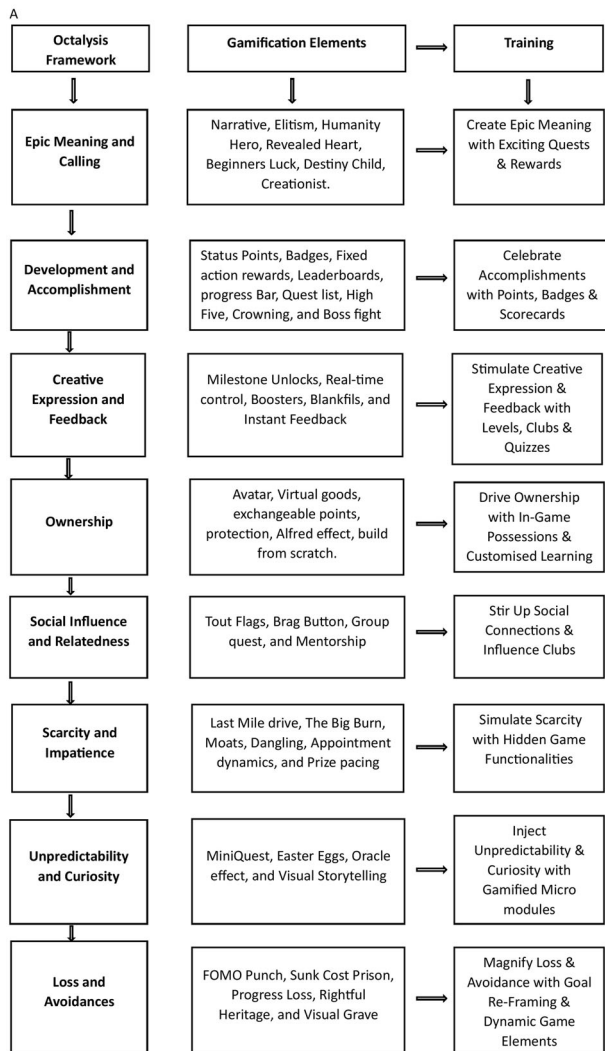 A
Octalysis
Framework
Gamification Elements
Training
Epic Meaning and
Calling
Narrative, Elitism, Humanity
Hero, Revealed Heart,
Beginners Luck, Destiny Child,
Creationist.
Create Epic Meaning
with Exciting Quests
& Rewards
Development and
Accomplishment
Status Points, Badges, Fixed
action rewards, Leaderboards,
progress Bar, Quest list, High
Five, Crowning, and Boss fight
Celebrate
Accomplishments
with Points, Badges &
Scorecards
Creative
Expression and
Feedback
Milestone Unlocks, Real-time
control, Boosters, Blankfils, and
Instant Feedback
Stimulate Creative
Expression &
Feedback with
Levels, Clubs &
Quizzes
Ownership
Avatar, Virtual goods,
exchangeable points,
protection, Alfred effect, build
from scratch.
Drive Ownership
with In-Game
Possessions &
Customised Learning
Social Influence
and Relatedness
Tout Flags, Brag Button, Group
quest, and Mentorship
Stir Up Social
Connections &
Influence Clubs
Scarcity and
Impatience
Last Mile drive, The Big Burn,
Moats, Dangling, Appointment
dynamics, and Prize pacing
Simulate Scarcity
with Hidden Game
Functionalities
Unpredictability
and Curiosity
MiniQuest, Easter Eggs, Oracle
effect, and Visual Storytelling
Inject
Unpredictability &
Curiosity with
Gamified Micro
modules
Loss and
Avoidances
FOMO Punch, Sunk Cost Prison,
Progress Loss, Rightful
Heritage, and Visual Grave
Magnify Loss &
Avoidance with Goal
Re-Framing &
Dynamic Game
Elements